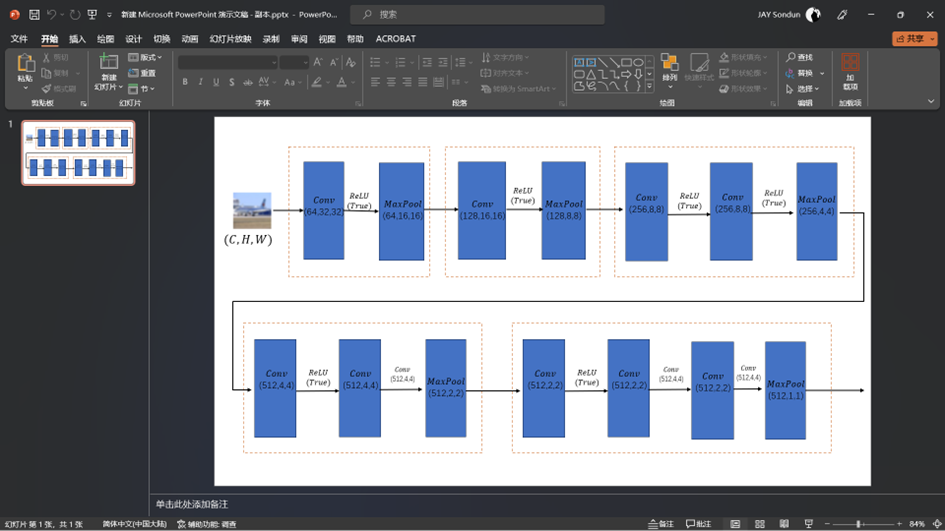 新建 Microsoft PowerPoint 演示文稿 - 副本.pptx - PowerPo...
搜索
JAY Sondun
文件 开始 插入 绘图 设计 切换 动画 幻灯片放映 录制 审阅 视图 帮助 ACROBAT
共享
粘贴
剪切
复制
格式刷
剪贴板
新建
幻灯片
版式
重置
节
幻灯片
B I U S ab AV Aa A
字体
文字方向
对齐文本
转换为 SmartArt
段落
排列
快速样式
形状填充
形状轮廓
形状效果
绘图
查找
替换
选择
编辑
加
载项
加载项
1
(C,H,W)
Conv
(64,32,32)
ReLU
(True)
MaxPool
(64,16,16)
Conv
(128,16,16)
ReLU
(True)
MaxPool
(128,8,8)
Conv
(256,8,8)
ReLU
(True)
Conv
(256,8,8)
ReLU
(True)
MaxPool
(256,4,4)
Conv
(512,4,4)
ReLU
(True)
Conv
(512,4,4)
Conv
(512,4,4)
MaxPool
(512,2,2)
Conv
(512,2,2)
ReLU
(True)
Conv
(512,2,2)
Conv
(512,4,4)
Conv
(512,2,2)
Conv
(512,4,4)
MaxPool
(512,1,1)
单击此处添加备注
幻灯片 第 1 张，共 1 张 简体中文(中国大陆) 辅助功能: 调查 备注 批注 84%